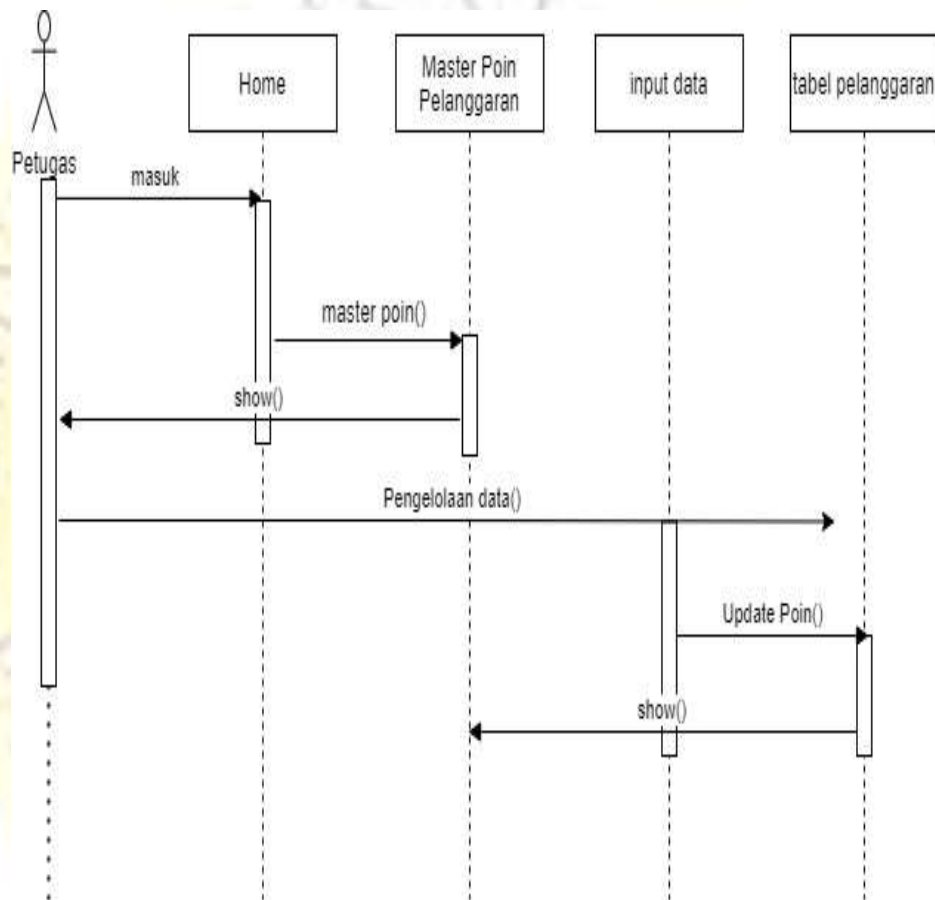 Petugas
Home
Master Poin
Pelanggaran
input data
tabel pelanggaran
masuk
master poin()
show()
Pengelolaan data()
Update Poin()
show()